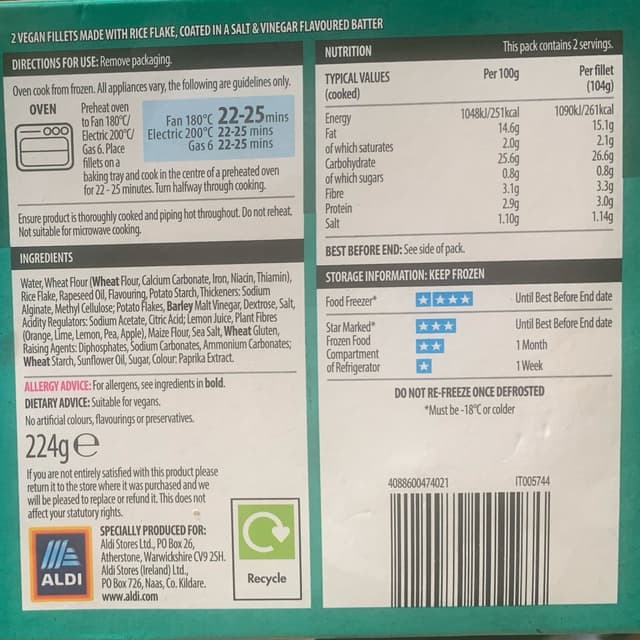 2 VEGAN FILLETS MADE WITH RICE FLAKE, COATED IN A SALT & VINEGAR FLAVOURED BATTER
DIRECTIONS FOR USE: Remove packaging.
Oven cook from frozen. All appliances vary, the following are guidelines only.
OVEN
Preheat oven
to Fan 180°C/
Electric 200°C/
Gas 6. Place
fillets on a
baking tray and cook in the centre of a preheated oven
for 22 - 25 minutes. Turn halfway through cooking.
Fan 180°C 22-25 mins
Electric 200°C 22-25 mins
Gas 6 22-25 mins
Ensure product is thoroughly cooked and piping hot throughout. Do not reheat.
Not suitable for microwave cooking.
INGREDIENTS
Water, Wheat Flour (Wheat Flour, Calcium Carbonate, Iron, Niacin, Thiamin),
Rice Flake, Rapeseed Oil, Flavouring, Potato Starch, Thickeners: Sodium
Alginate, Methyl Cellulose; Potato Flakes, Barley Malt Vinegar, Dextrose, Salt,
Acidity Regulators: Sodium Acetate, Citric Acid; Lemon Juice, Plant Fibres
(Orange, Lime, Lemon, Pea, Apple), Maize Flour, Sea Salt, Wheat Gluten,
Raising Agents: Diphosphates, Sodium Carbonates, Ammonium Carbonates;
Wheat Starch, Sunflower Oil, Sugar, Colour: Paprika Extract.
ALLERGY ADVICE: For allergens, see ingredients in bold.
DIETARY ADVICE: Suitable for vegans.
No artificial colours, flavourings or preservatives.
224g e
If you are not entirely satisfied with this product please
return it to the store where it was purchased and we
will be pleased to replace or refund it. This does not
affect your statutory rights.
ALDI
SPECIALLY PRODUCED FOR:
Aldi Stores Ltd., PO Box 26,
Atherstone, Warwickshire CV9 2SH.
Aldi Stores (Ireland) Ltd.,
PO Box 726, Naas, Co. Kildare.
www.aldi.com
Recycle
NUTRITION This pack contains 2 servings.
TYPICAL VALUES Per 100g Per fillet
(cooked) (104g)
Energy 1048kJ/251kcal 1090kJ/261kcal
Fat 14.6g 15.1g
of which saturates 2.0g 2.1g
Carbohydrate 25.6g 26.6g
of which sugars 0.8g 0.8g
Fibre 3.1g 3.3g
Protein 2.9g 3.0g
Salt 1.10g 1.14g
BEST BEFORE END: See side of pack.
STORAGE INFORMATION: KEEP FROZEN
Food Freezer* Until Best Before End date
Star Marked* Until Best Before End date
Frozen Food
Compartment 1 Month
of Refrigerator 1 Week
DO NOT RE-FREEZE ONCE DEFROSTED
*Must be -18°C or colder
4088600474021 IT005744